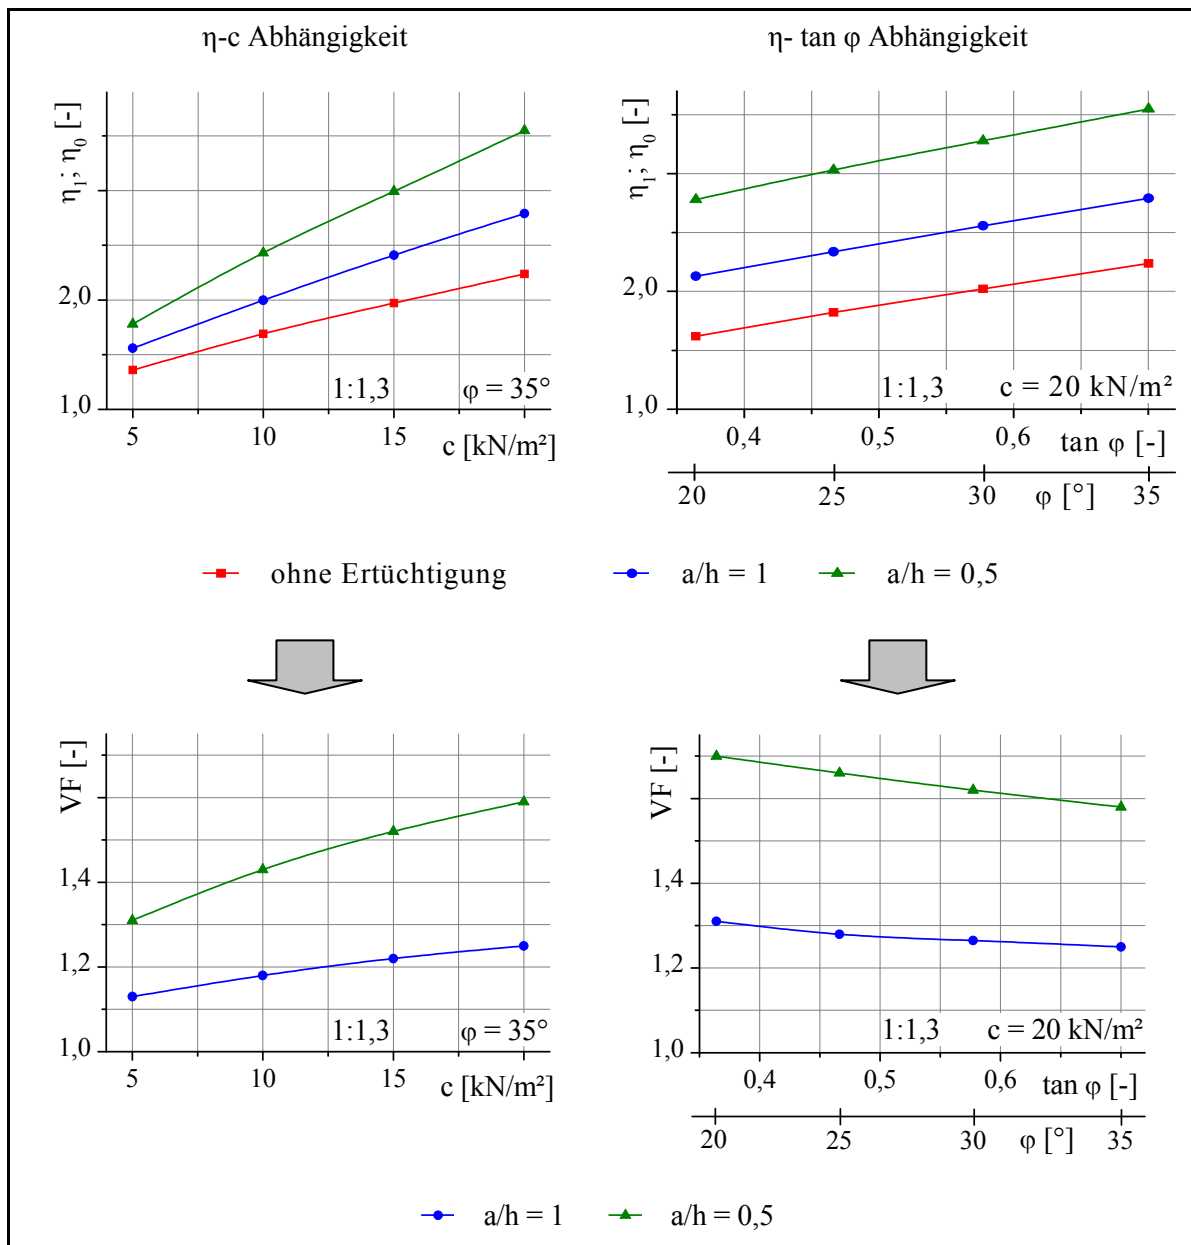 η-c Abhängigkeit
η- tan φ Abhängigkeit
η₁; η₀ [-]
2,0
1,0
1:1,3
φ = 35°
5
10
15
c [kN/m²]
η₁; η₀ [-]
2,0
1,0
1:1,3
c = 20 kN/m²
0,4
0,5
0,6
tan φ [-]
20
25
30
φ [°]
35
ohne Ertüchtigung
a/h = 1
a/h = 0,5
VF [-]
1,4
1,2
1,0
1:1,3
φ = 35°
5
10
15
c [kN/m²]
VF [-]
1,4
1,2
1,0
1:1,3
c = 20 kN/m²
0,4
0,5
0,6
tan φ [-]
20
25
30
φ [°]
35
a/h = 1
a/h = 0,5